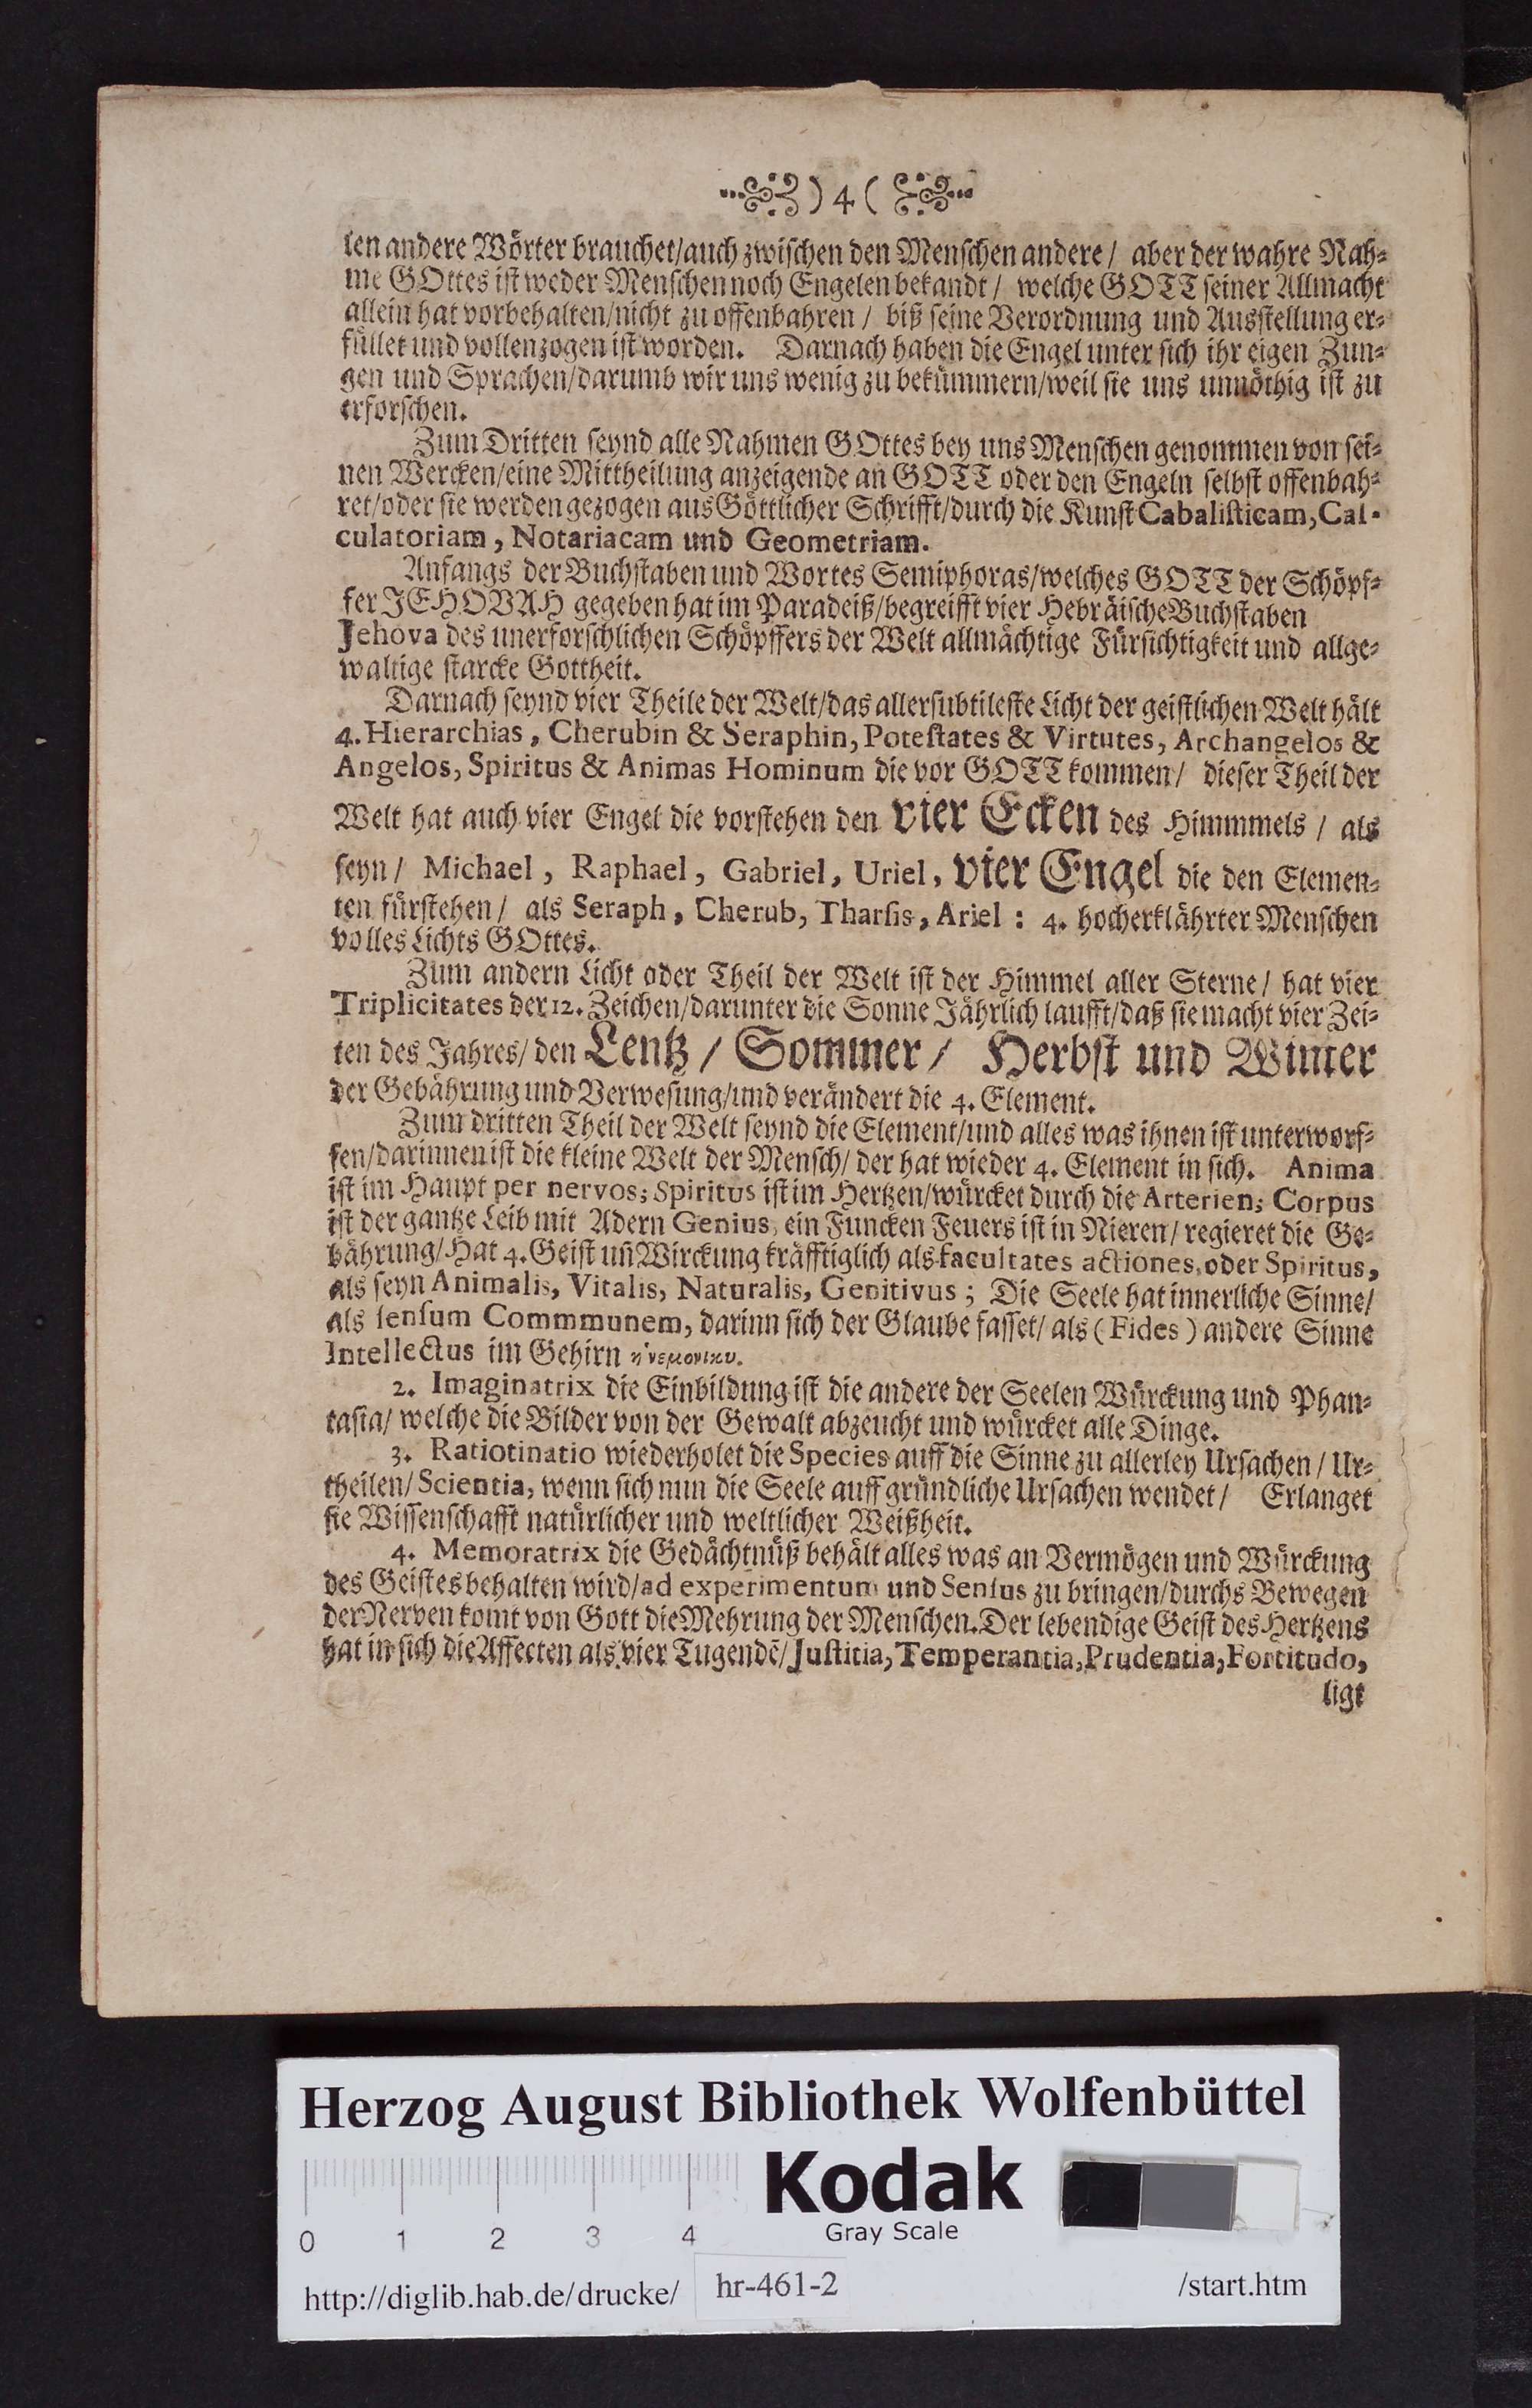 ) 4 (
len andere Wörter brauchet/auch zwischen den Menschen andere / aber der wahre Nah-
me GOttes ist weder Menschen noch Engelen bekandt / welche GOTT seiner Allmacht
allein hat vorbehalten/nicht zu offenbahren / biß seine Verordnung und Ausstellung er-
füllet und vollenzogen ist worden. Darnach haben die Engel unter sich ihr eigen Zun-
gen und Sprachen/darumb wir uns wenig zu bekümmern/weil sie uns unnöthig ist zu
erforschen.
Zum Dritten seynd alle Nahmen GOttes bey uns Menschen genommen von sei-
nen Wercken/eine Mittheilung anzeigende an GOTT oder den Engeln selbst offenbah-
ret/oder sie werden gezogen aus Göttlicher Schrifft/durch die Kunst Cabalisticam, Cal-
culatoriam, Notariacam und Geometriam.
Anfangs der Buchstaben und Wortes Semiphoras/welches GOTT der Schöpf-
fer JEHOVAH gegeben hat im Paradeiß/begreifft vier Hebräische Buchstaben
Jehova des unerforschlichen Schöpffers der Welt allmächtige Fürsichtigkeit und allge-
waltige starcke Gottheit.
Darnach seynd vier Theile der Welt/das allersubtileste Licht der geistlichen Welt hält
4. Hierarchias, Cherubin & Seraphin, Potestates & Virtutes, Archangelos &
Angelos, Spiritus & Animas Hominum die vor GOTT kommen/ dieser Theil der
Welt hat auch vier Engel die vorstehen den vier Ecken des Himmmels / als
seyn / Michael, Raphael, Gabriel, Uriel, vier Engel die den Elemen-
ten fürstehen / als Seraph, Cherub, Tharsis, Ariel : 4. hocherklährter Menschen
volles Lichts GOttes.
Zum andern Licht oder Theil der Welt ist der Himmel aller Sterne / hat vier
Triplicitates der 12. Zeichen/darunter die Sonne Jährlich laufft/daß sie macht vier Zei-
ten des Jahres/ den Lentz / Sommer / Herbst und Winter
der Gebährung und Verwesung/und verändert die 4. Element.
Zum dritten Theil der Welt seynd die Element/und alles was ihnen ist unterworf-
fen/darinnen ist die kleine Welt der Mensch/ der hat wieder 4. Element in sich. Anima
ist im Haupt per nervos; Spiritus ist im Hertzen/würcket durch die Arterien; Corpus
ist der gantze Leib mit Adern Genius, ein Funcken Feuers ist in Nieren / regieret die Ge-
bährung/Hat 4. Geist uñ Wirckung kräfftiglich als facultates actiones, oder Spiritus,
als seyn Animalis, Vitalis, Naturalis, Genitivus ; Die Seele hat innerliche Sinne/
als sensum Commmunem, darinn sich der Glaube fasset/ als (Fides) andere Sinne
Intellectus im Gehirn ἡνεμονικυ.
2. Imaginatrix die Einbildung ist die andere der Seelen Würckung und Phan-
tasia/ welche die Bilder von der Gewalt abzeucht und würcket alle Dinge.
3. Ratiotinatio wiederholet die Species auff die Sinne zu allerley Ursachen / Ur-
theilen/ Scientia, wenn sich nun die Seele auff gründliche Ursachen wendet / Erlanget
sie Wissenschafft natürlicher und weltlicher Weißheit.
4. Memoratrix die Gedächtnüß behält alles was an Vermögen und Würckung
des Geistes behalten wird/ad experimentum und Sensus zu bringen/durchs Bewegen
der Nerven komt von Gott die Mehrung der Menschen. Der lebendige Geist des Hertzens
hat in sich die Affecten als vier Tugendẽ/ Justitia, Temperantia, Prudentia, Fortitudo,
ligt
Herzog August Bibliothek Wolfenbüttel
Kodak
Gray Scale
0 1 2 3 4
http://diglib.hab.de/drucke/ hr-461-2 /start.htm